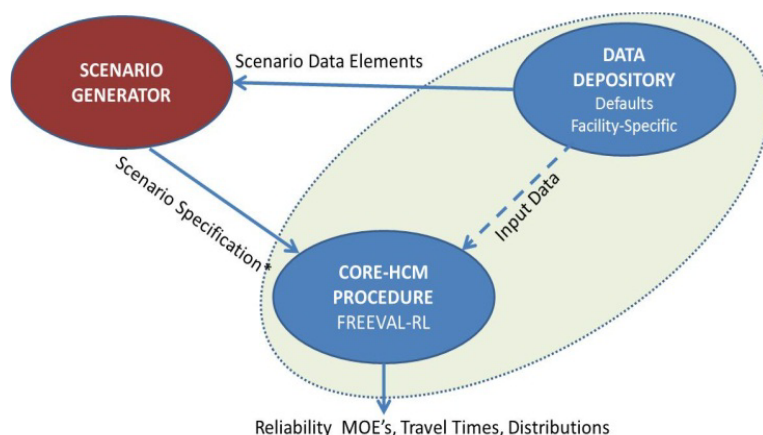 SCENARIO
GENERATOR
Scenario Data Elements
DATA
DEPOSITORY
Defaults
Facility-Specific
Scenario Specification*
Input Data
CORE-HCM
PROCEDURE
FREEVAL-RL
Reliability MOE's, Travel Times, Distributions